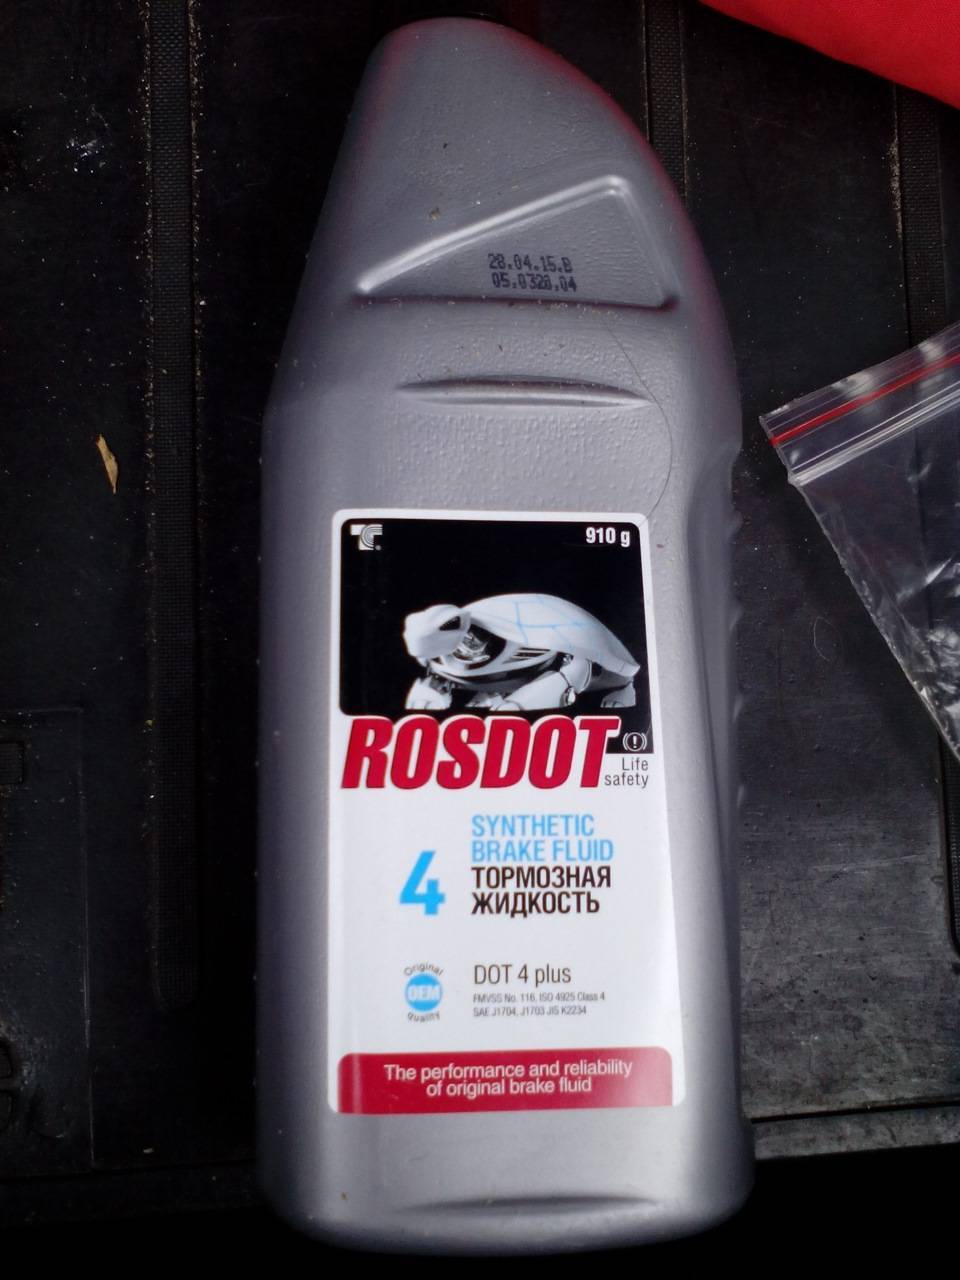 28.04.15.B
05.0320.04
TC
910 g
ROSDOT
Life
safety
4
SYNTHETIC
BRAKE FLUID
ТОРМОЗНАЯ
ЖИДКОСТЬ
Original
OEM
quality
DOT 4 plus
FMVSS No. 116, ISO 4925 Class 4
SAE J1704, J1703 JIS K2234
The performance and reliability
of original brake fluid